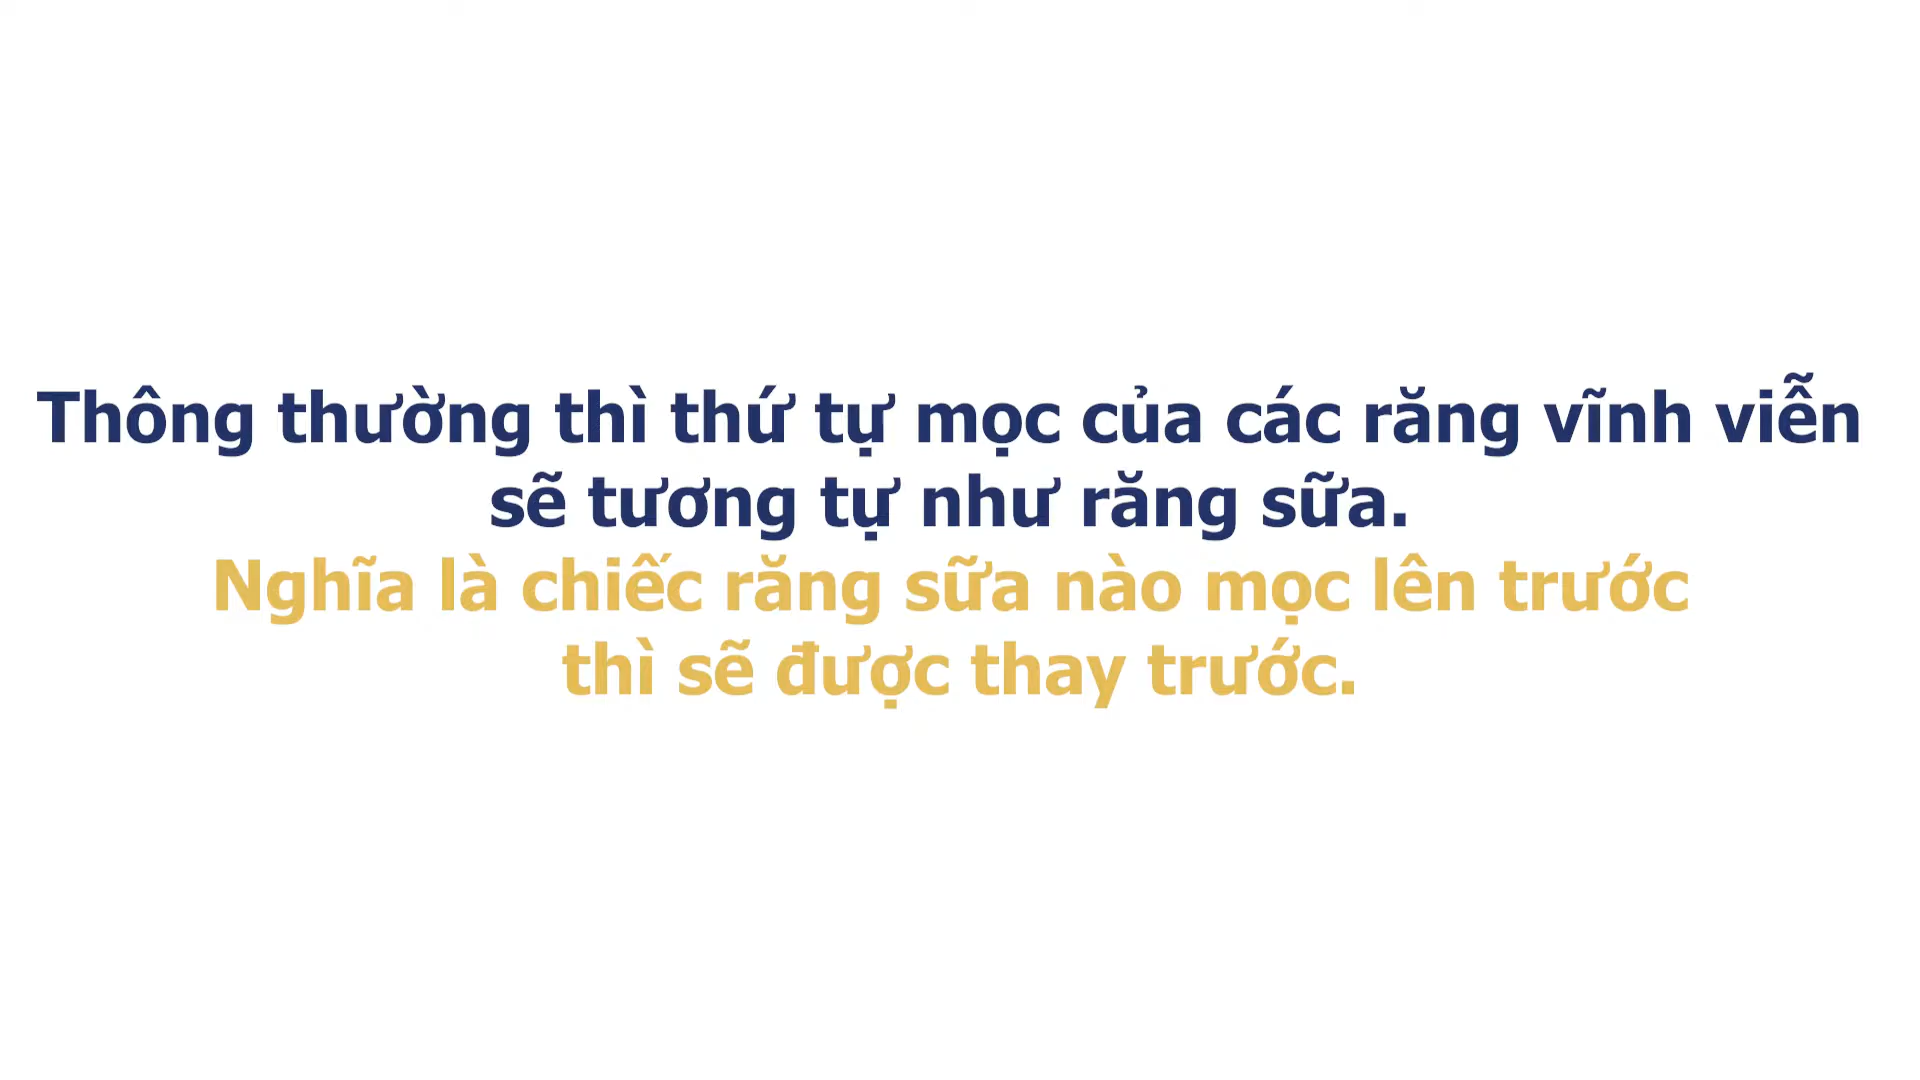 Thông thường thì thứ tự mọc của các răng vĩnh viễn
sẽ tương tự như răng sữa.
Nghĩa là chiếc răng sữa nào mọc lên trước
thì sẽ được thay trước.